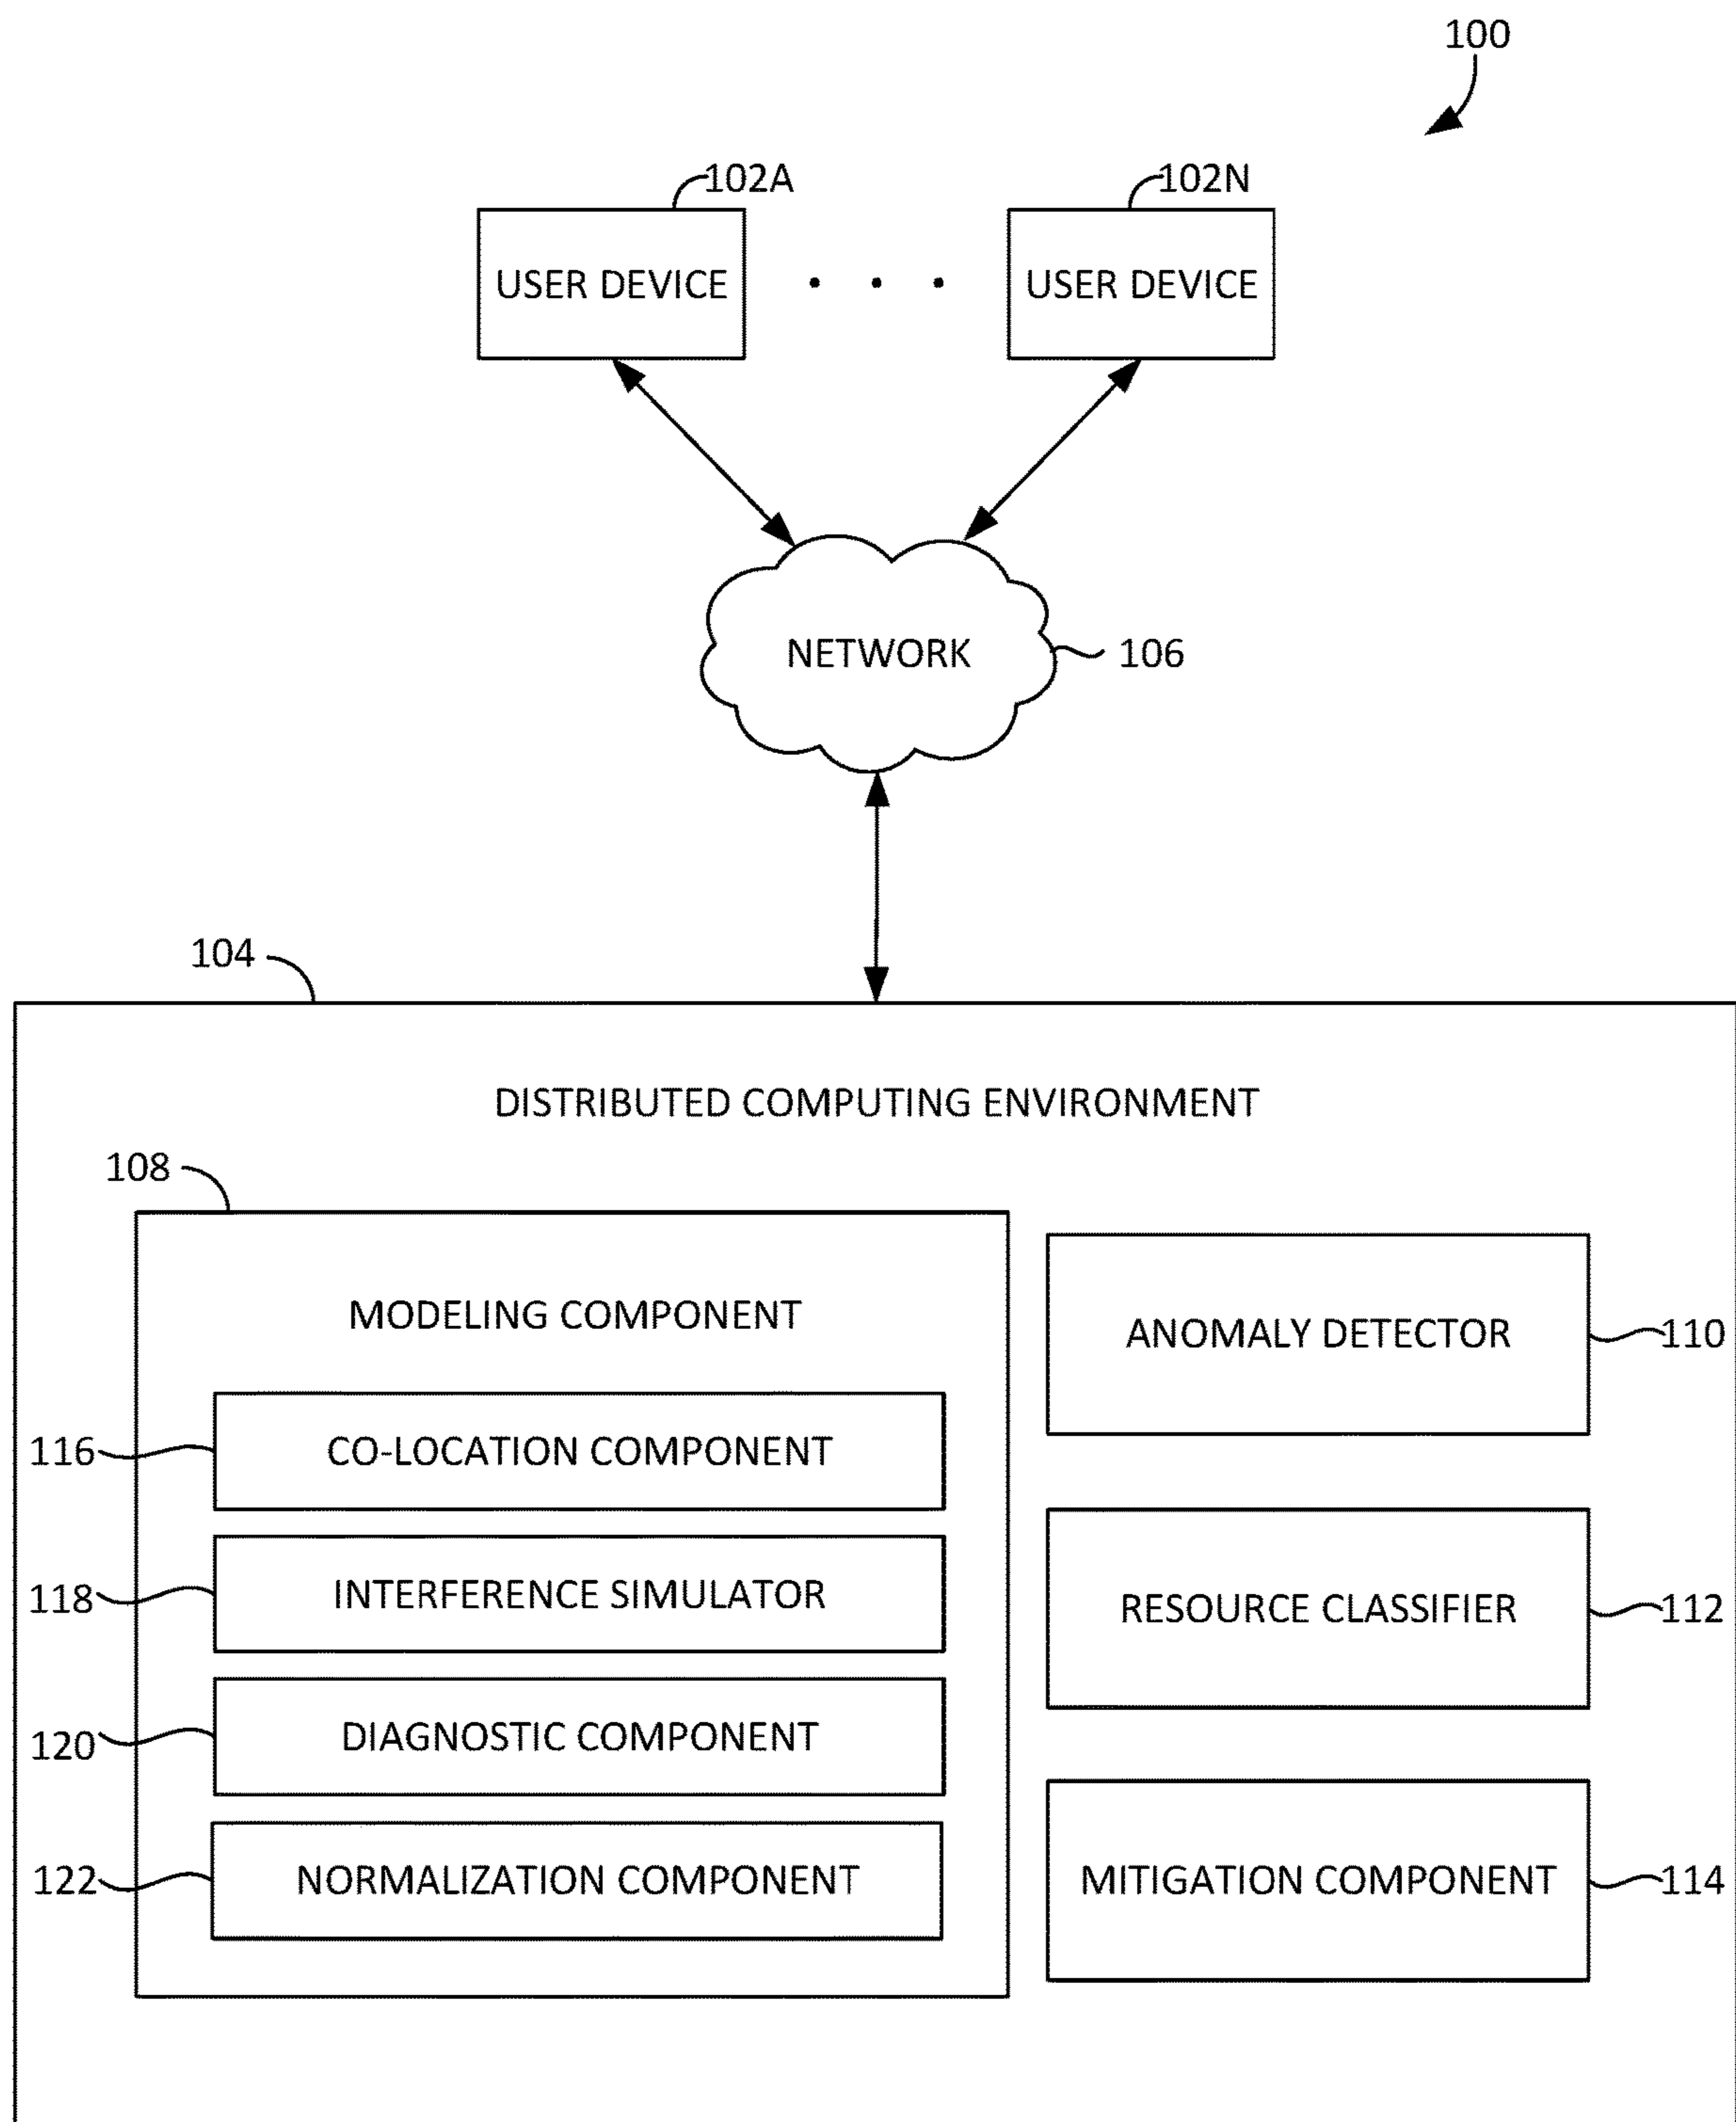 100
102A
102N
USER DEVICE
USER DEVICE
NETWORK
106
104
DISTRIBUTED COMPUTING ENVIRONMENT
108
MODELING COMPONENT
ANOMALY DETECTOR
110
116
CO-LOCATION COMPONENT
118
INTERFERENCE SIMULATOR
RESOURCE CLASSIFIER
112
120
DIAGNOSTIC COMPONENT
122
NORMALIZATION COMPONENT
MITIGATION COMPONENT
114